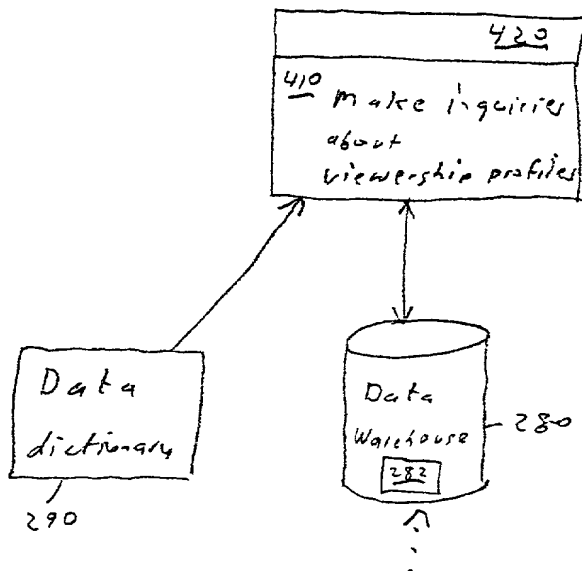 420
410 Make inquiries
about
viewership profiles
Data
dictionary
290
Data
Warehouse
282
280